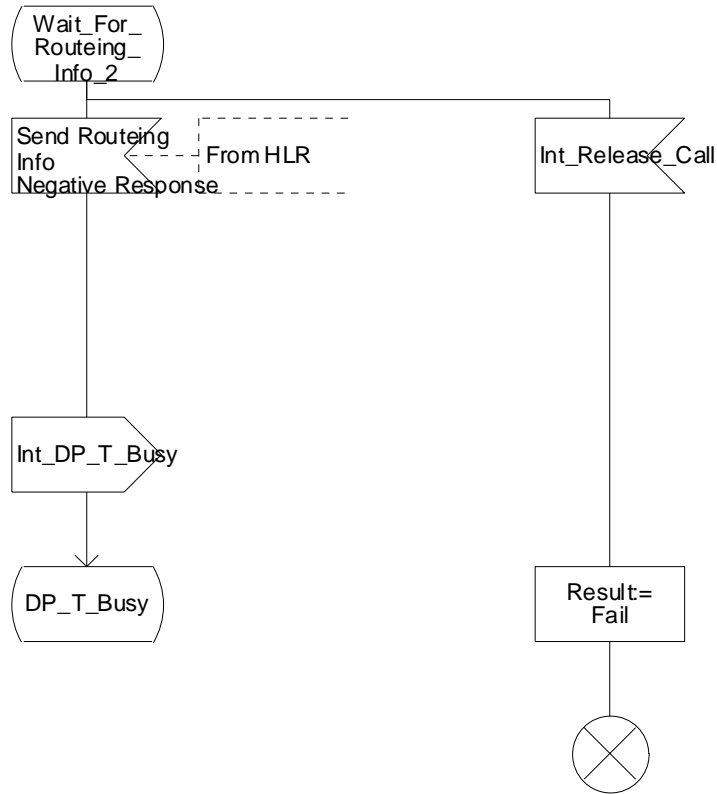 Wait_For_
Routeing_
Info_2
Send Routeing
Info
Negative Response
From HLR
Int_Release_Call
Int_DP_T_Busy
DP_T_Busy
Result:=
Fail